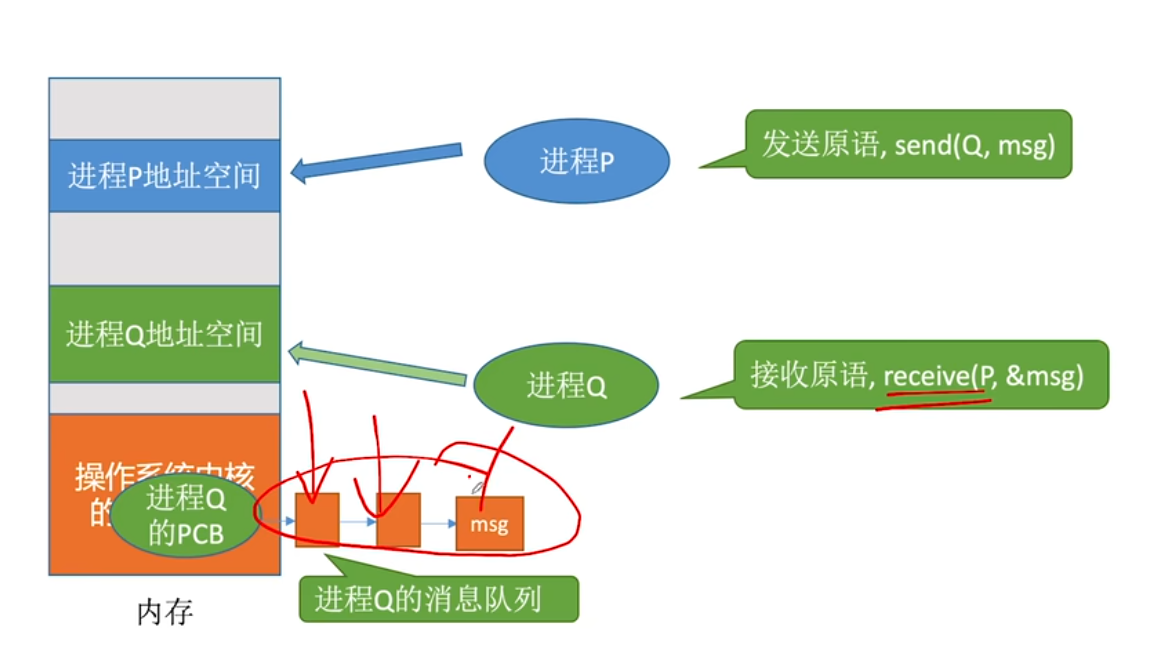 进程P地址空间
进程P
发送原语, send(Q, msg)
进程Q地址空间
进程Q
接收原语, receive(P, &msg)
操作系统内核
的
进程Q
的PCB
msg
进程Q的消息队列
内存